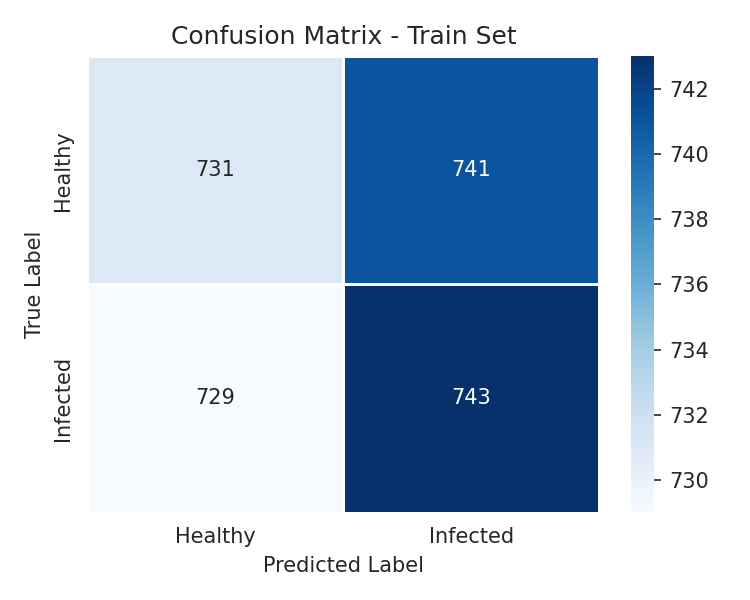 Confusion Matrix - Train Set
True Label
Healthy
Infected
731
741
729
743
Healthy
Infected
Predicted Label
742
740
738
736
734
732
730